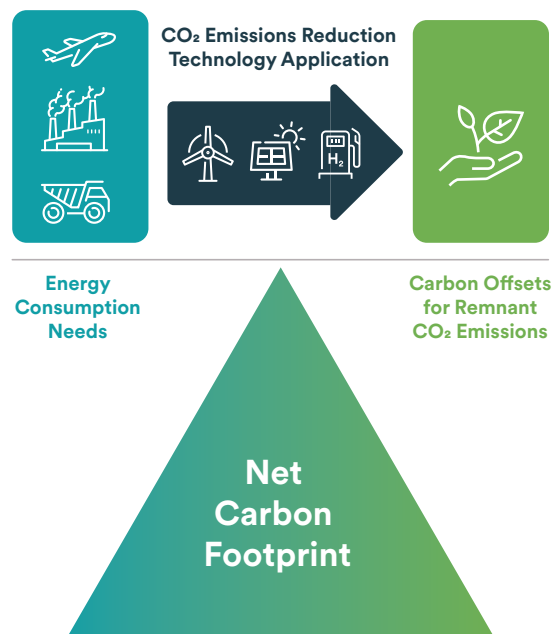 CO₂ Emissions Reduction
Technology Application
H₂
Energy
Consumption
Needs
Carbon Offsets
for Remnant
CO₂ Emissions
Net
Carbon
Footprint